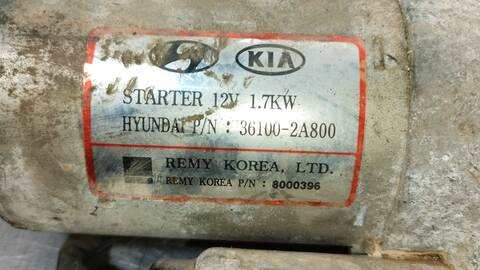 KIA
STARTER 12V 1.7KW
HYUNDAI P/N : 36100-2A800
REMY KOREA, LTD.
REMY KOREA P/N : 8000396